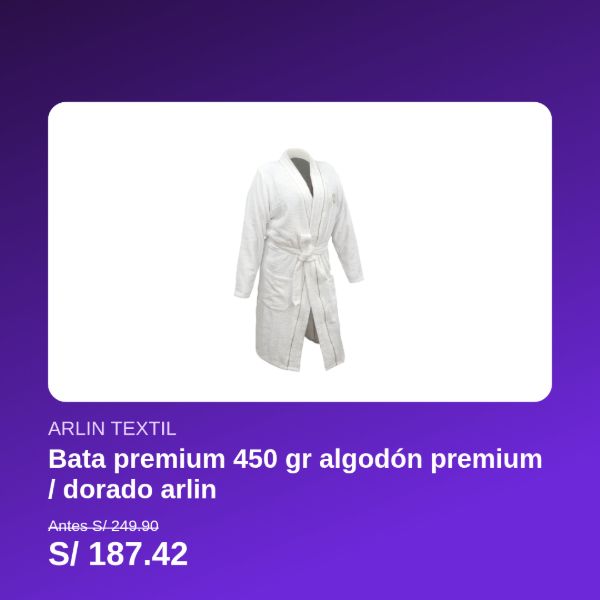 ARLIN TEXTIL
Bata premium 450 gr algodón premium
/ dorado arlin
Antes S/ 249.90
S/ 187.42